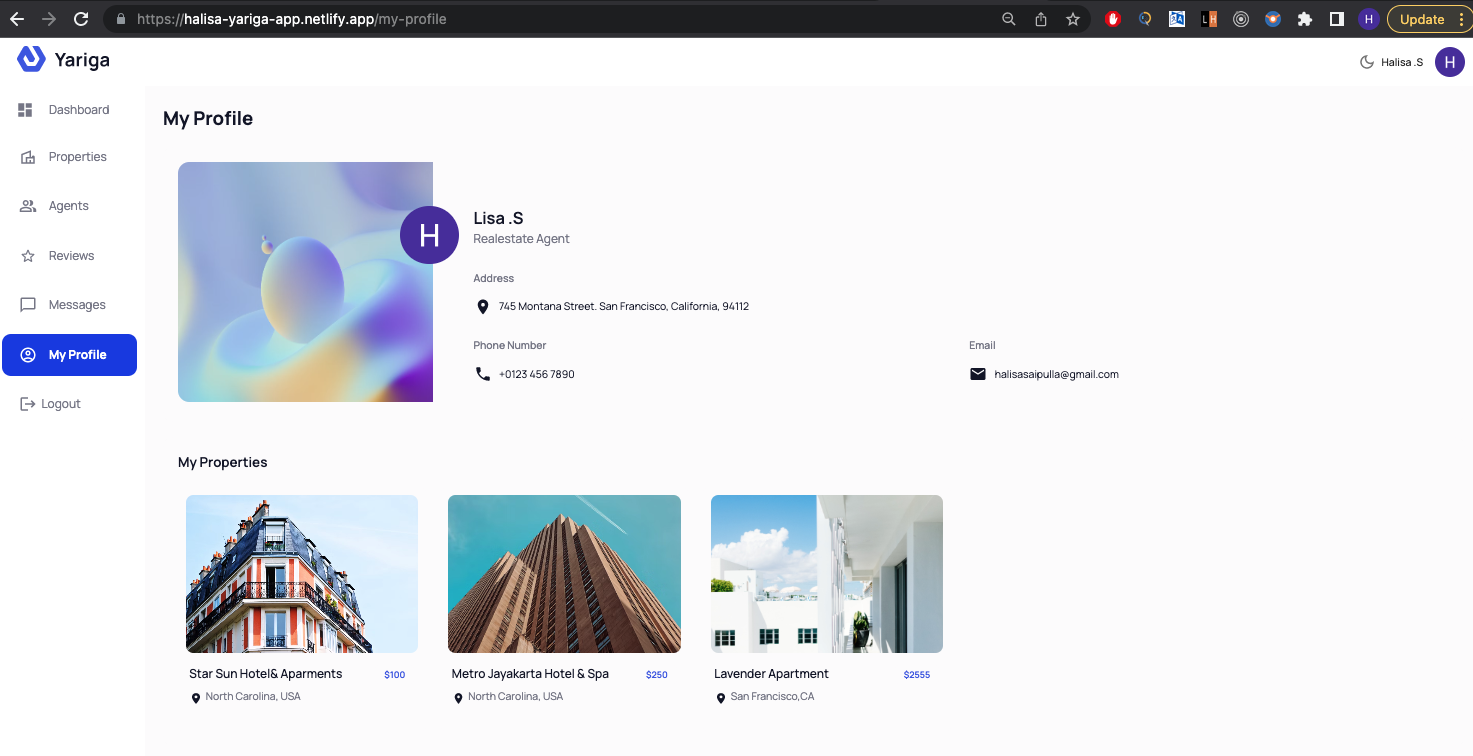 https://halisa-yariga-app.netlify.app/my-profile
H
Update
Yariga
Halisa .S
H
Dashboard
Properties
Agents
Reviews
Messages
My Profile
Logout
My Profile
H
Lisa .S
Realestate Agent
Address
745 Montana Street. San Francisco, California, 94112
Phone Number
Email
+0123 456 7890
halisasaipulla@gmail.com
My Properties
Star Sun Hotel& Aparments
$100
North Carolina, USA
Metro Jayakarta Hotel & Spa
$250
North Carolina, USA
Lavender Apartment
$2555
San Francisco,CA